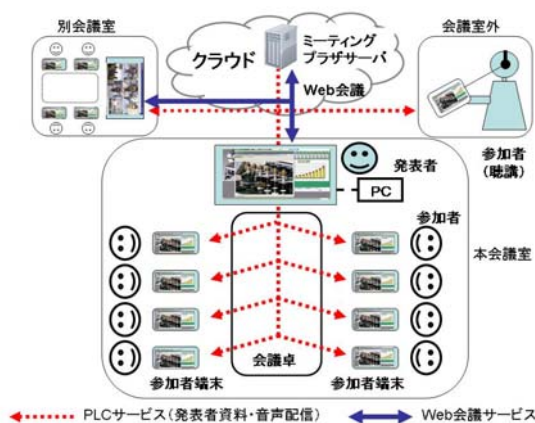 別会議室
クラウド
ミーティング
プラザサーバ
会議室外
Web会議
参加者
(聴講)
発表者
PC
参加者
本会議室
会議卓
参加者端末
参加者端末
PLCサービス(発表者資料・音声配信)
Web会議サービス